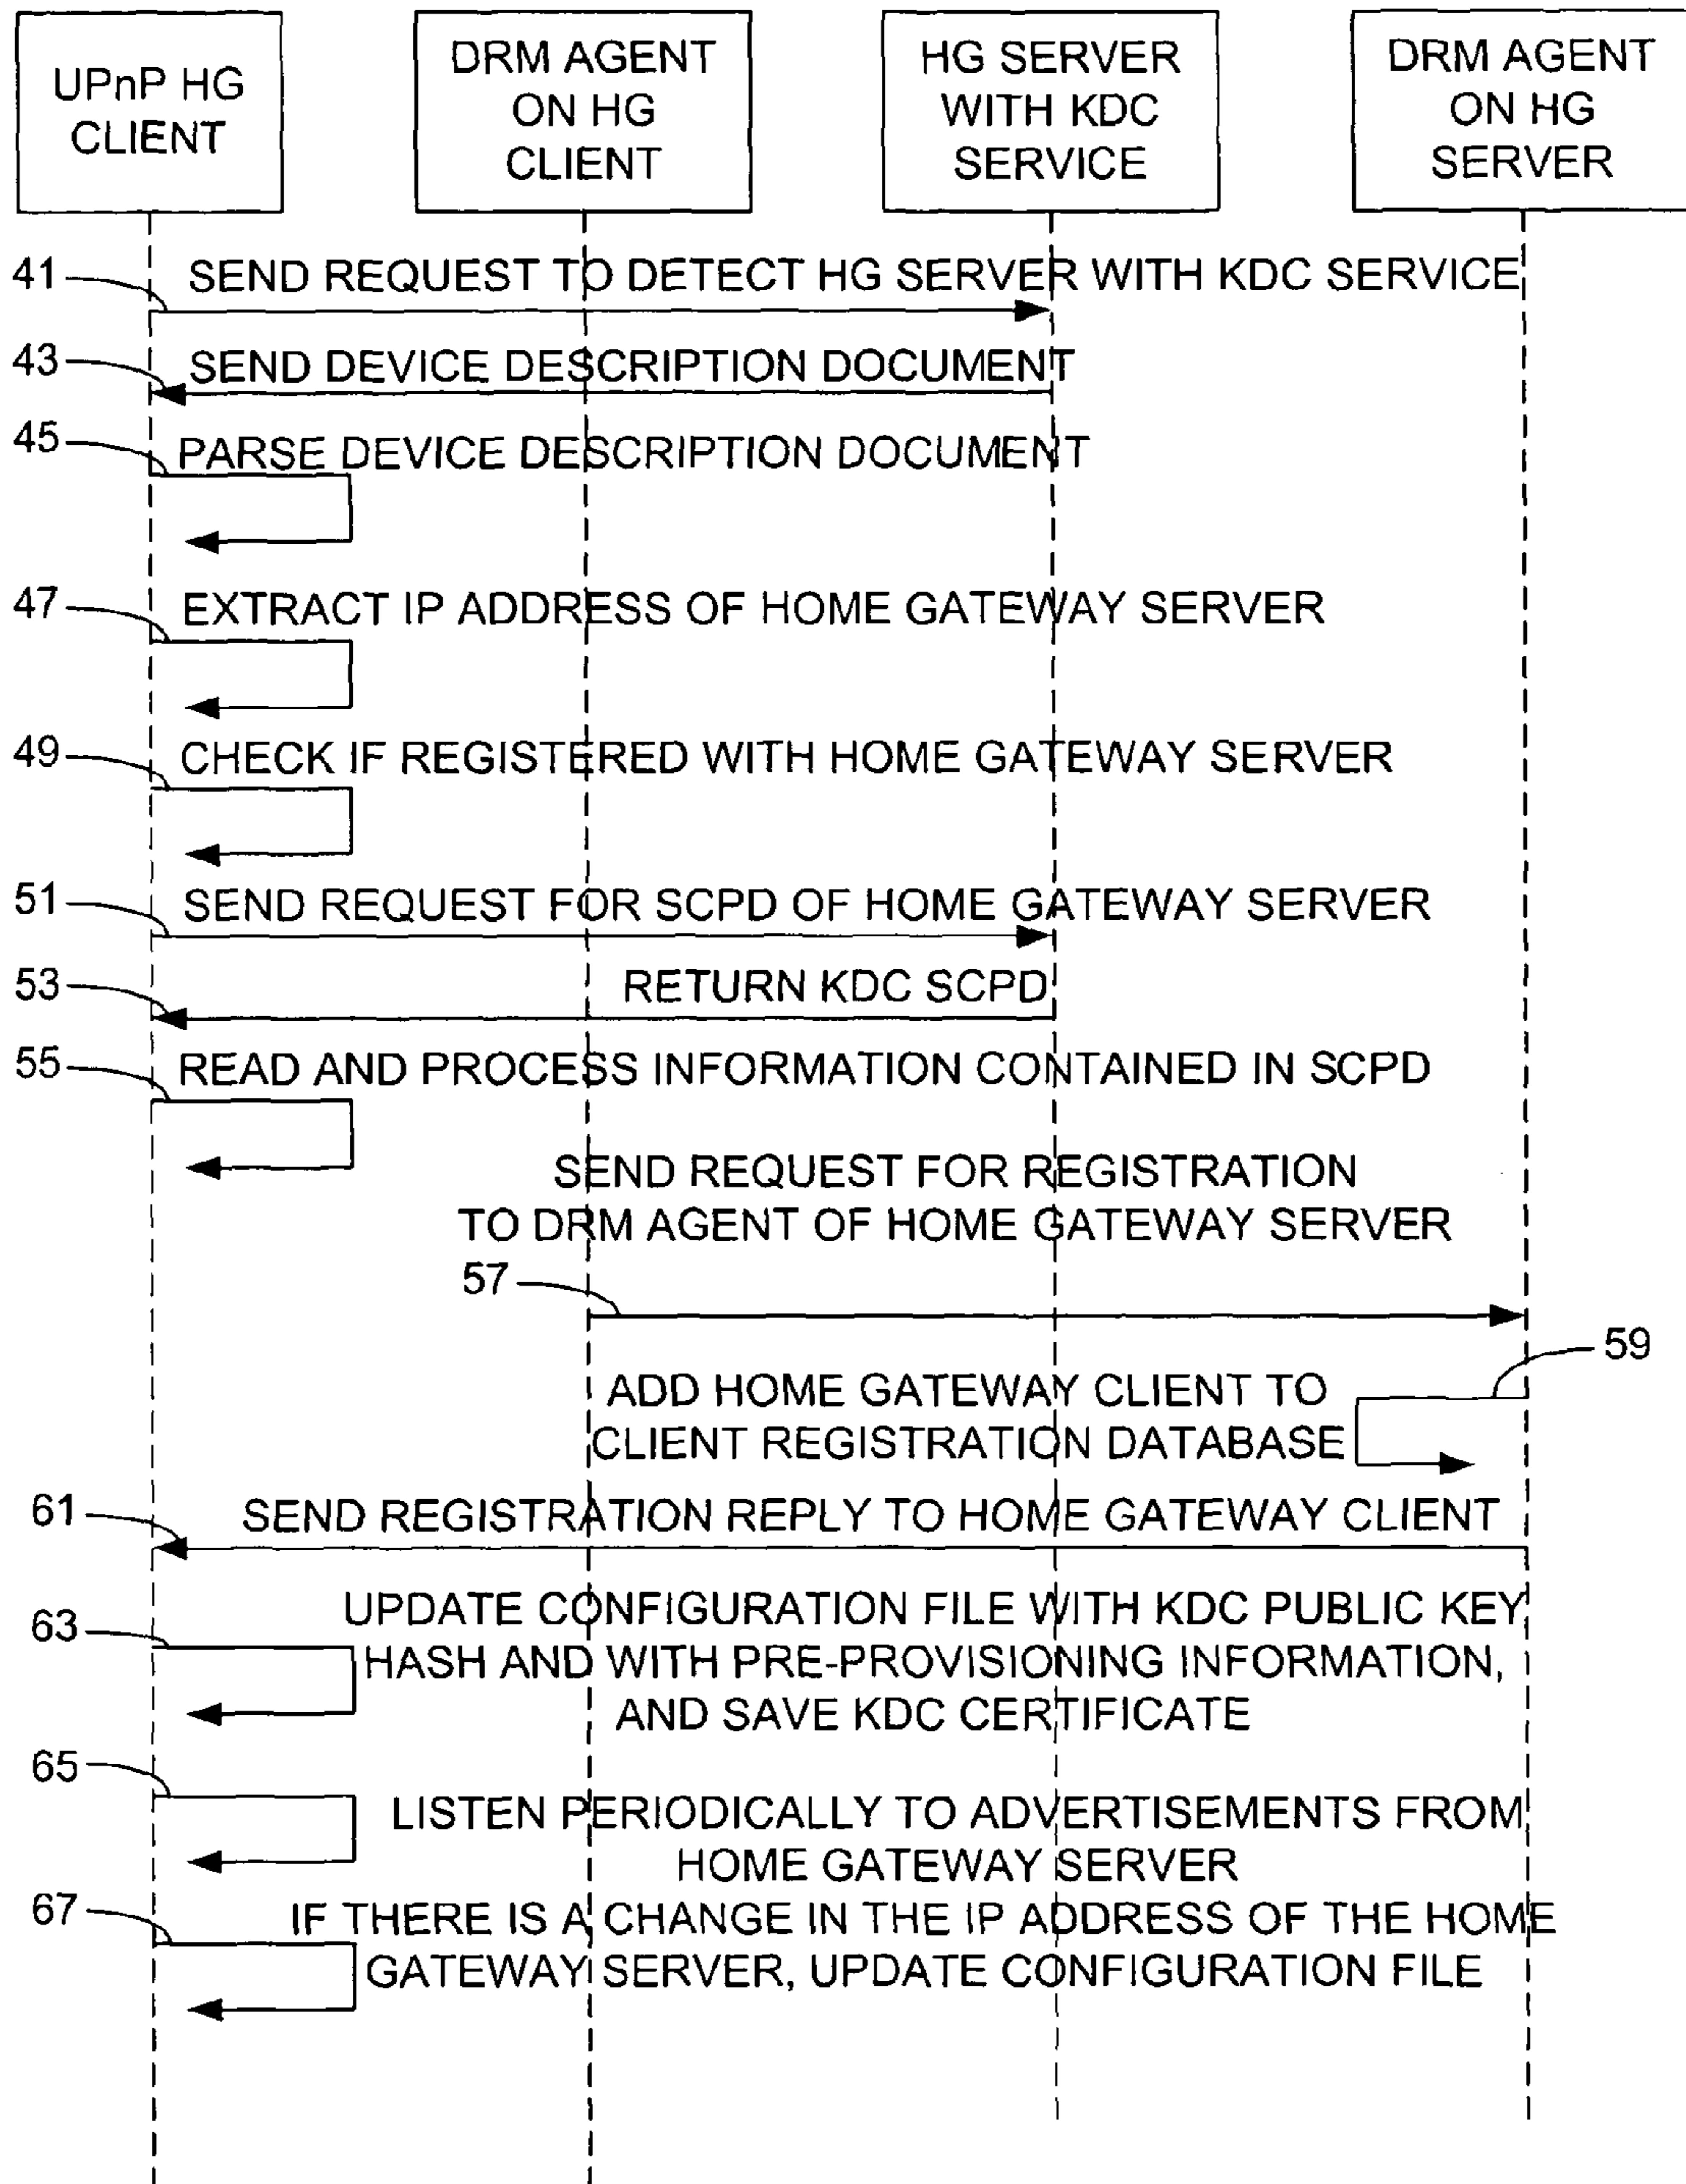 UPnP HG
CLIENT
DRM AGENT
ON HG
CLIENT
HG SERVER
WITH KDC
SERVICE
DRM AGENT
ON HG
SERVER
41
SEND REQUEST TO DETECT HG SERVER WITH KDC SERVICE
43
SEND DEVICE DESCRIPTION DOCUMENT
45
PARSE DEVICE DESCRIPTION DOCUMENT
47
EXTRACT IP ADDRESS OF HOME GATEWAY SERVER
49
CHECK IF REGISTERED WITH HOME GATEWAY SERVER
51
SEND REQUEST FOR SCPD OF HOME GATEWAY SERVER
53
RETURN KDC SCPD
55
READ AND PROCESS INFORMATION CONTAINED IN SCPD
SEND REQUEST FOR REGISTRATION
TO DRM AGENT OF HOME GATEWAY SERVER
57
59
ADD HOME GATEWAY CLIENT TO
CLIENT REGISTRATION DATABASE
61
SEND REGISTRATION REPLY TO HOME GATEWAY CLIENT
63
UPDATE CONFIGURATION FILE WITH KDC PUBLIC KEY
HASH AND WITH PRE-PROVISIONING INFORMATION,
AND SAVE KDC CERTIFICATE
65
LISTEN PERIODICALLY TO ADVERTISEMENTS FROM
HOME GATEWAY SERVER
67
IF THERE IS A CHANGE IN THE IP ADDRESS OF THE HOME
GATEWAY SERVER, UPDATE CONFIGURATION FILE